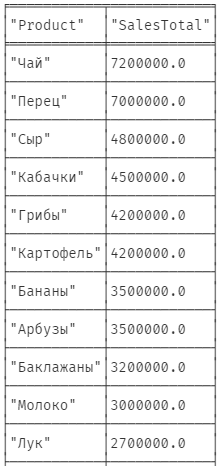 "Product" "SalesTotal"
"Чай" 7200000.0
"Перец" 7000000.0
"Сыр" 4800000.0
"Кабачки" 4500000.0
"Грибы" 4200000.0
"Картофель" 4200000.0
"Бананы" 3500000.0
"Арбузы" 3500000.0
"Баклажаны" 3200000.0
"Молоко" 3000000.0
"Лук" 2700000.0